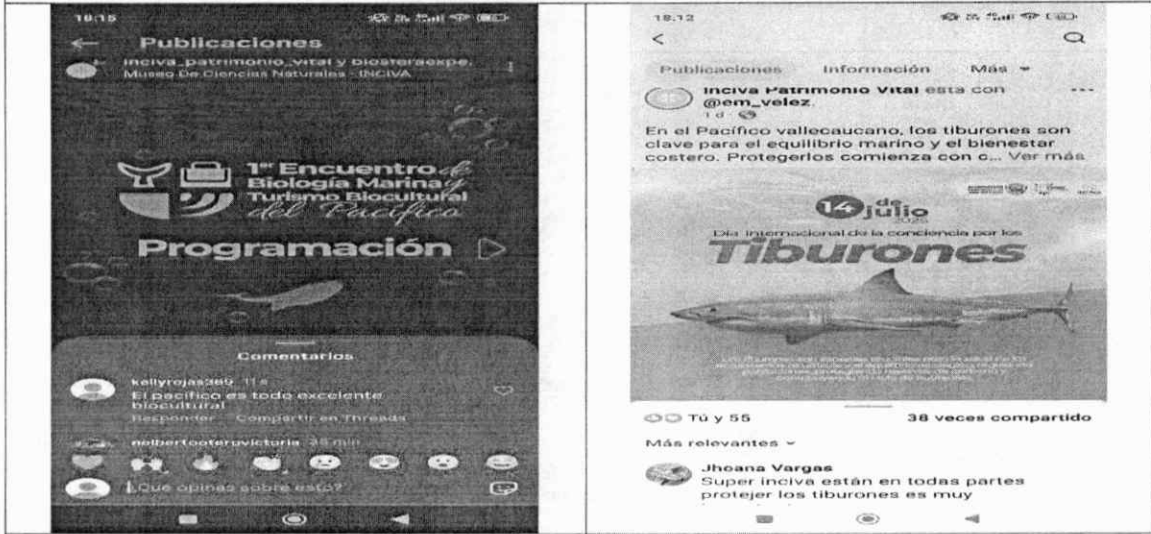 18:15
Publicaciones
inciva_patrimonio_vital y biosferaexpe.
Museo De Ciencias Naturales - INCIVA
1er Encuentro de
Biología Marina y
Turismo Biocultural
del Pacífico
Programación
Comentarios
kellyrojas369 11 s
El pacifico es todo excelente
biocultural
Responder Compartir en Threads
38 min
¿Qué opinas sobre esto?
18:12
Publicaciones Información Más
Inciva Patrimonio Vital está con
@em_velez.
1 d
En el Pacífico vallecaucano, los tiburones son
clave para el equilibrio marino y el bienestar
costero. Protegerlos comienza con c... Ver más
14 de
julio
2025
Día internacional de la conciencia por los
Tiburones
Tú y 55 38 veces compartido
Más relevantes
Jhoana Vargas
Super inciva están en todas partes
protejer los tiburones es muy